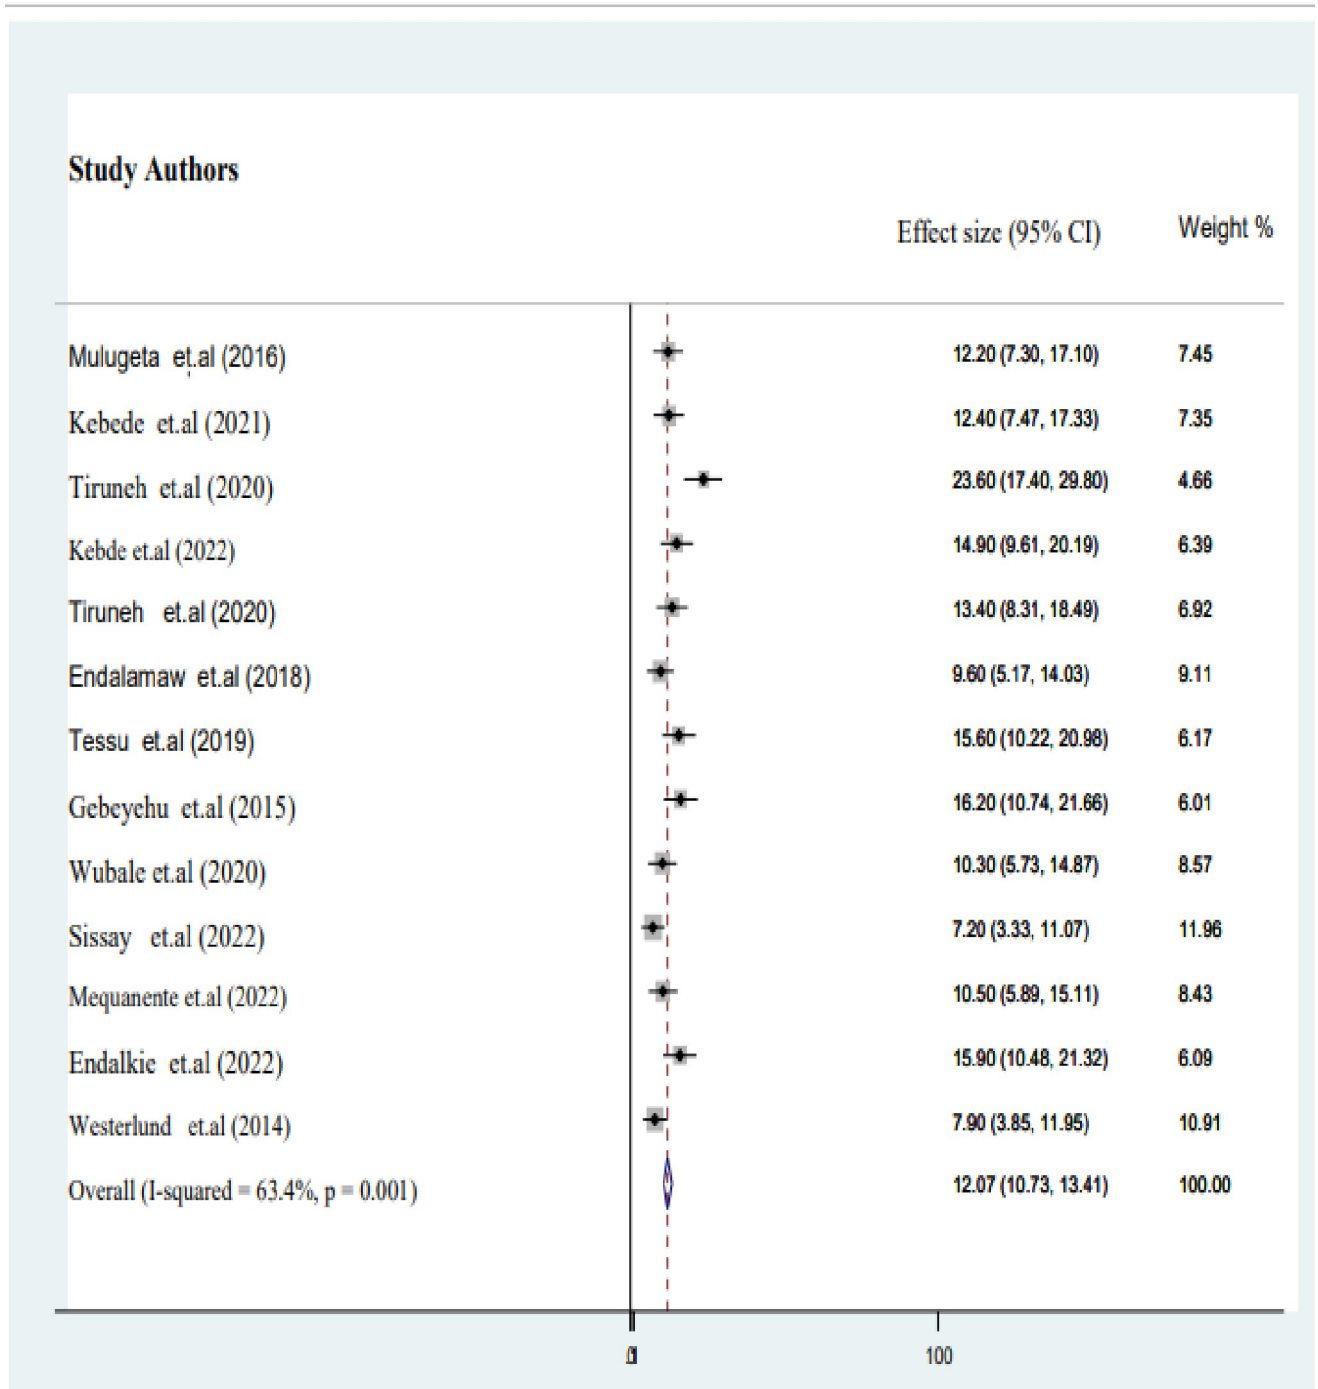 Study Authors
Effect size (95% CI) Weight %
Mulugeta et.al (2016) 12.20 (7.30, 17.10) 7.45
Kebede et.al (2021) 12.40 (7.47, 17.33) 7.35
Tiruneh et.al (2020) 23.60 (17.40, 29.80) 4.66
Kebde et.al (2022) 14.90 (9.61, 20.19) 6.39
Tiruneh et.al (2020) 13.40 (8.31, 18.49) 6.92
Endalamaw et.al (2018) 9.60 (5.17, 14.03) 9.11
Tessu et.al (2019) 15.60 (10.22, 20.98) 6.17
Gebeyehu et.al (2015) 16.20 (10.74, 21.66) 6.01
Wubale et.al (2020) 10.30 (5.73, 14.87) 8.57
Sissay et.al (2022) 7.20 (3.33, 11.07) 11.96
Mequanente et.al (2022) 10.50 (5.89, 15.11) 8.43
Endalkie et.al (2022) 15.90 (10.48, 21.32) 6.09
Westerlund et.al (2014) 7.90 (3.85, 11.95) 10.91
Overall (I-squared = 63.4%, p = 0.001) 12.07 (10.73, 13.41) 100.00
100